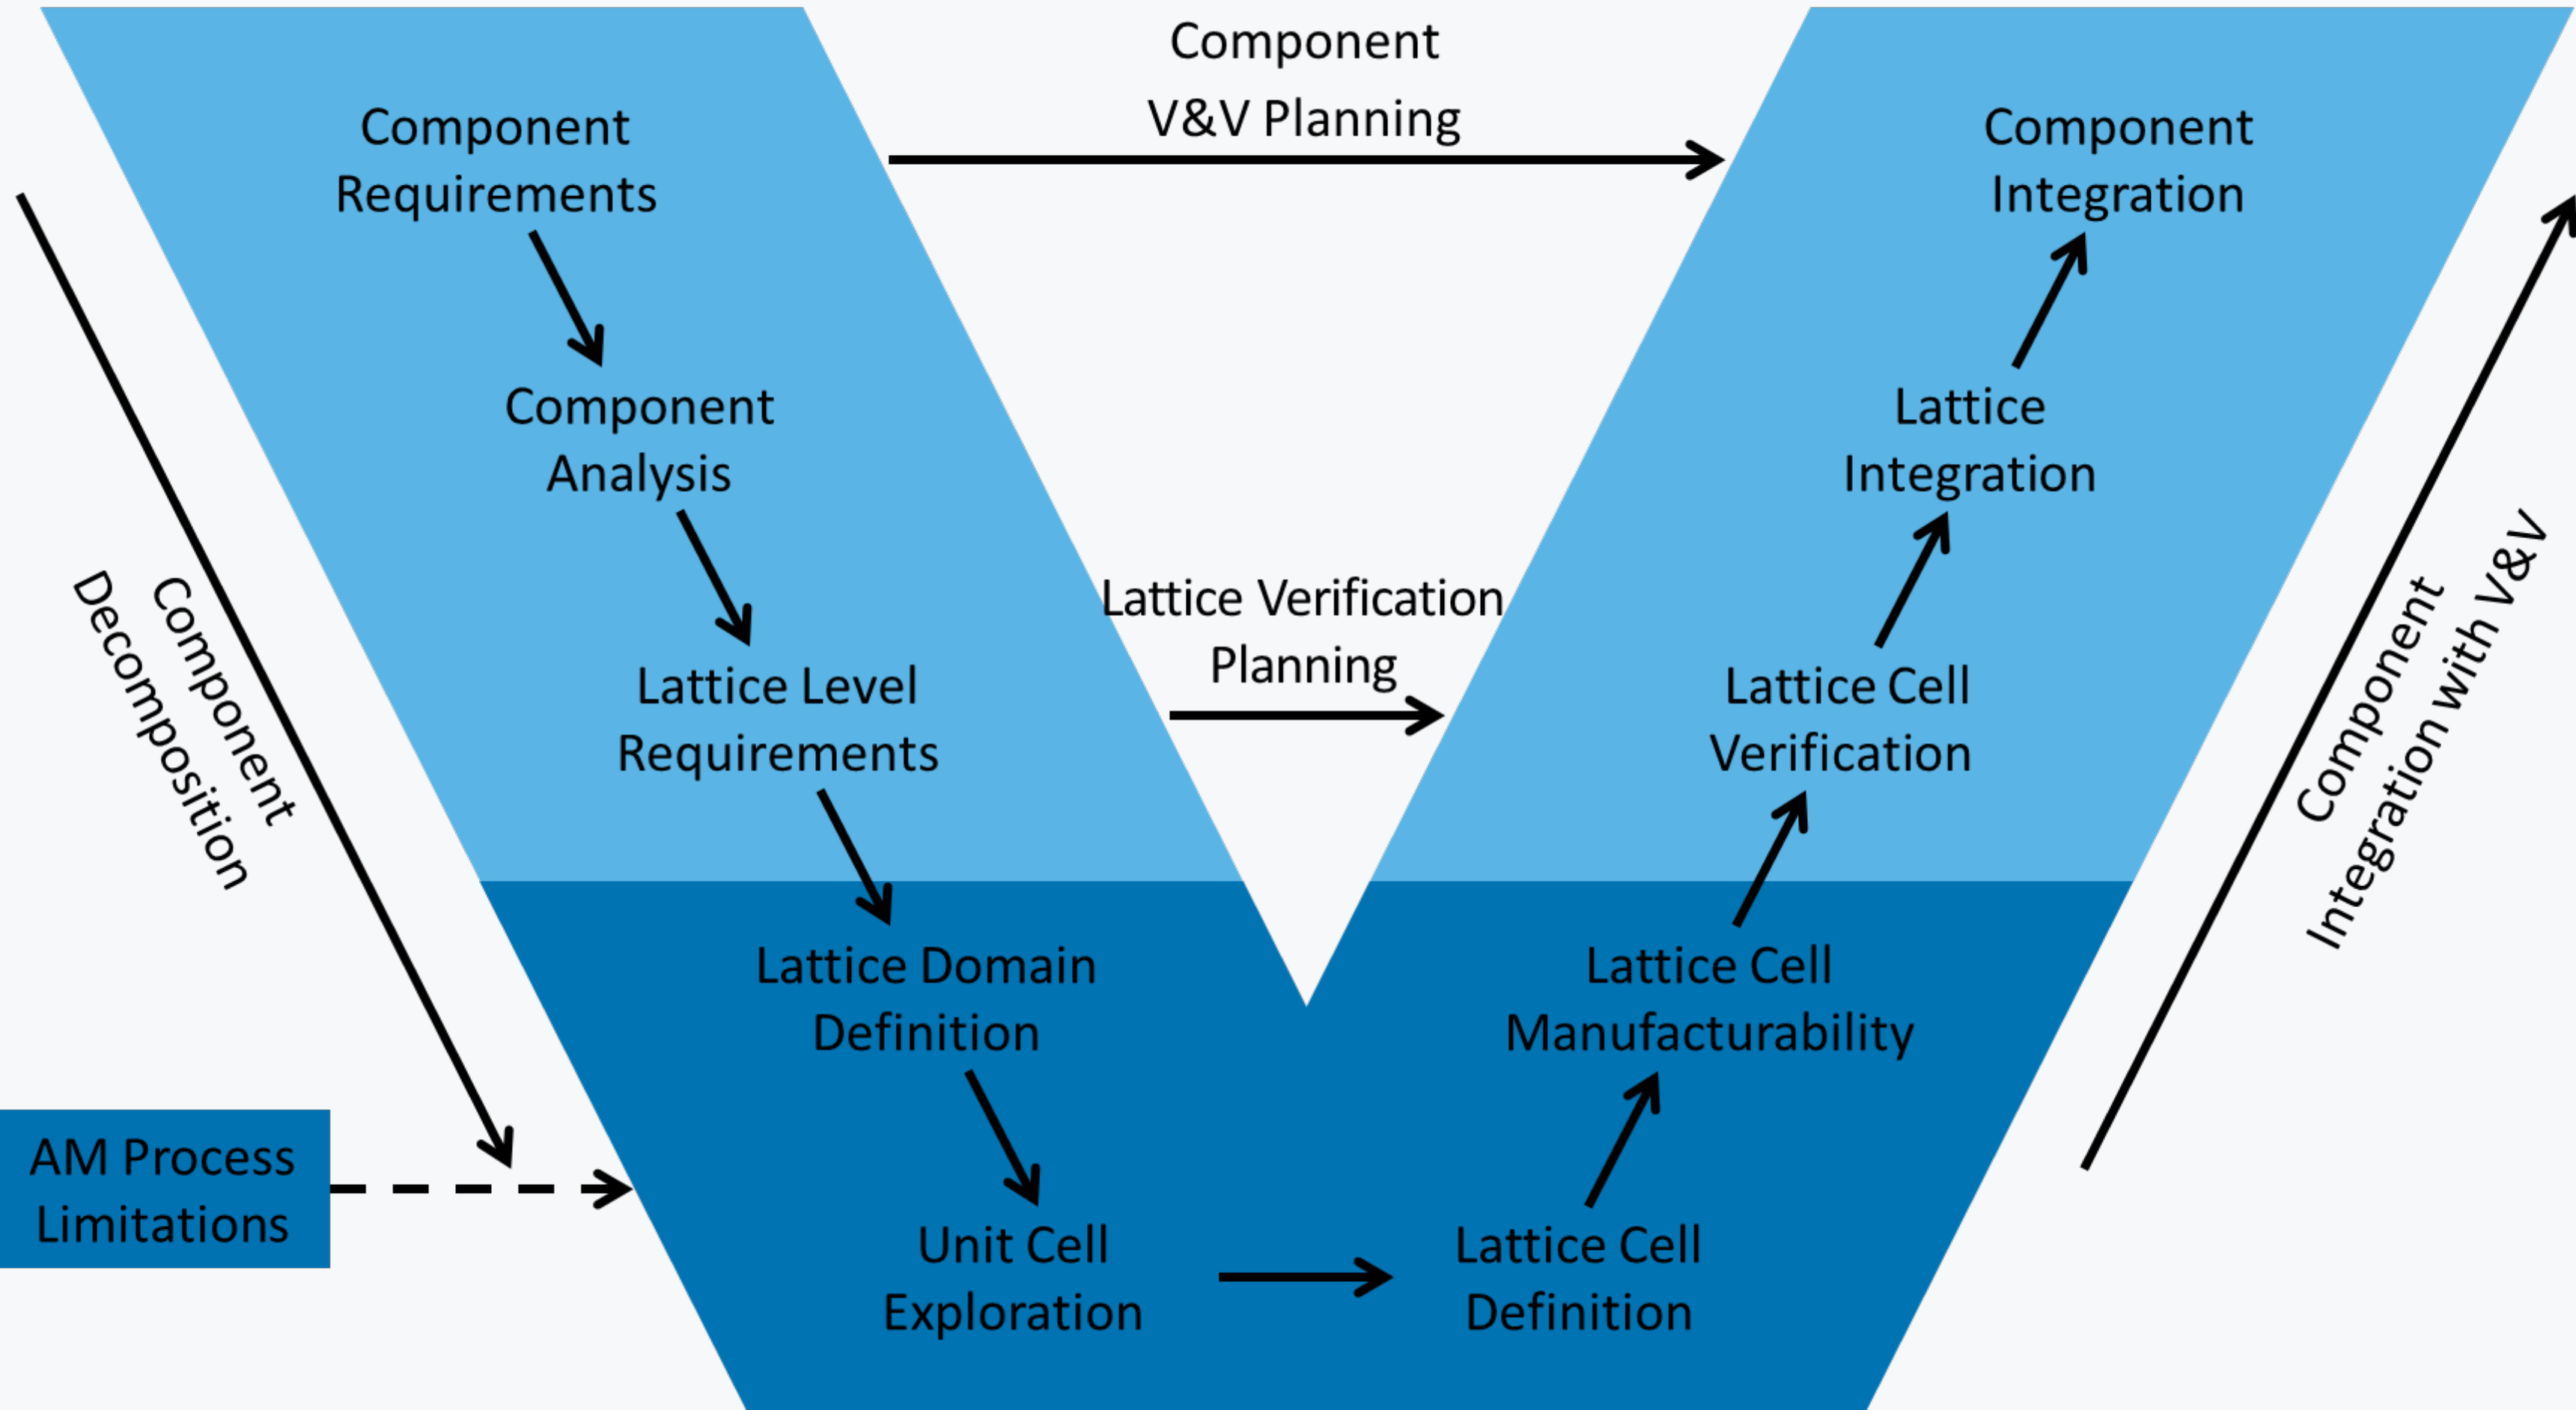 Component
V&V Planning
Component
Requirements
Component
Integration
Component
Analysis
Lattice
Integration
Component
Decomposition
Lattice Verification
Planning
Component
Integration with V&V
Lattice Level
Requirements
Lattice Cell
Verification
Lattice Domain
Definition
Lattice Cell
Manufacturability
AM Process
Limitations
Unit Cell
Exploration
Lattice Cell
Definition